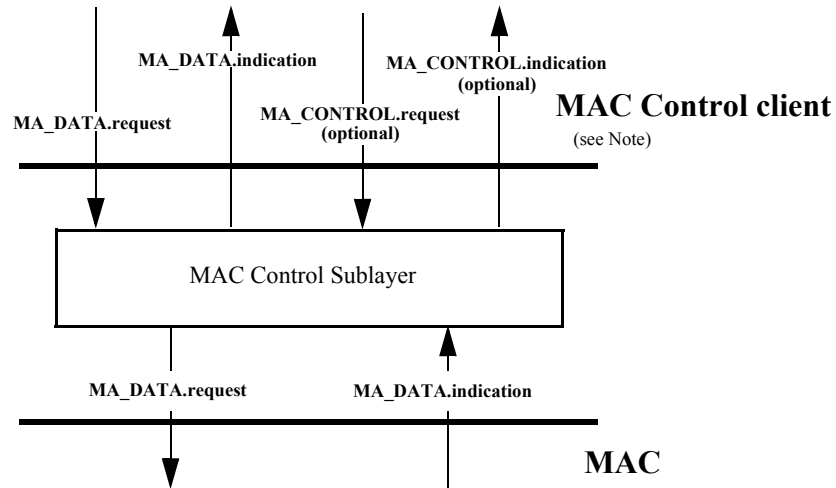 MA_DATA.indication
MA_CONTROL.indication
(optional)
MA_DATA.request
MA_CONTROL.request
(optional)
MAC Control client
(see Note)
MAC Control Sublayer
MA_DATA.request
MA_DATA.indication
MAC